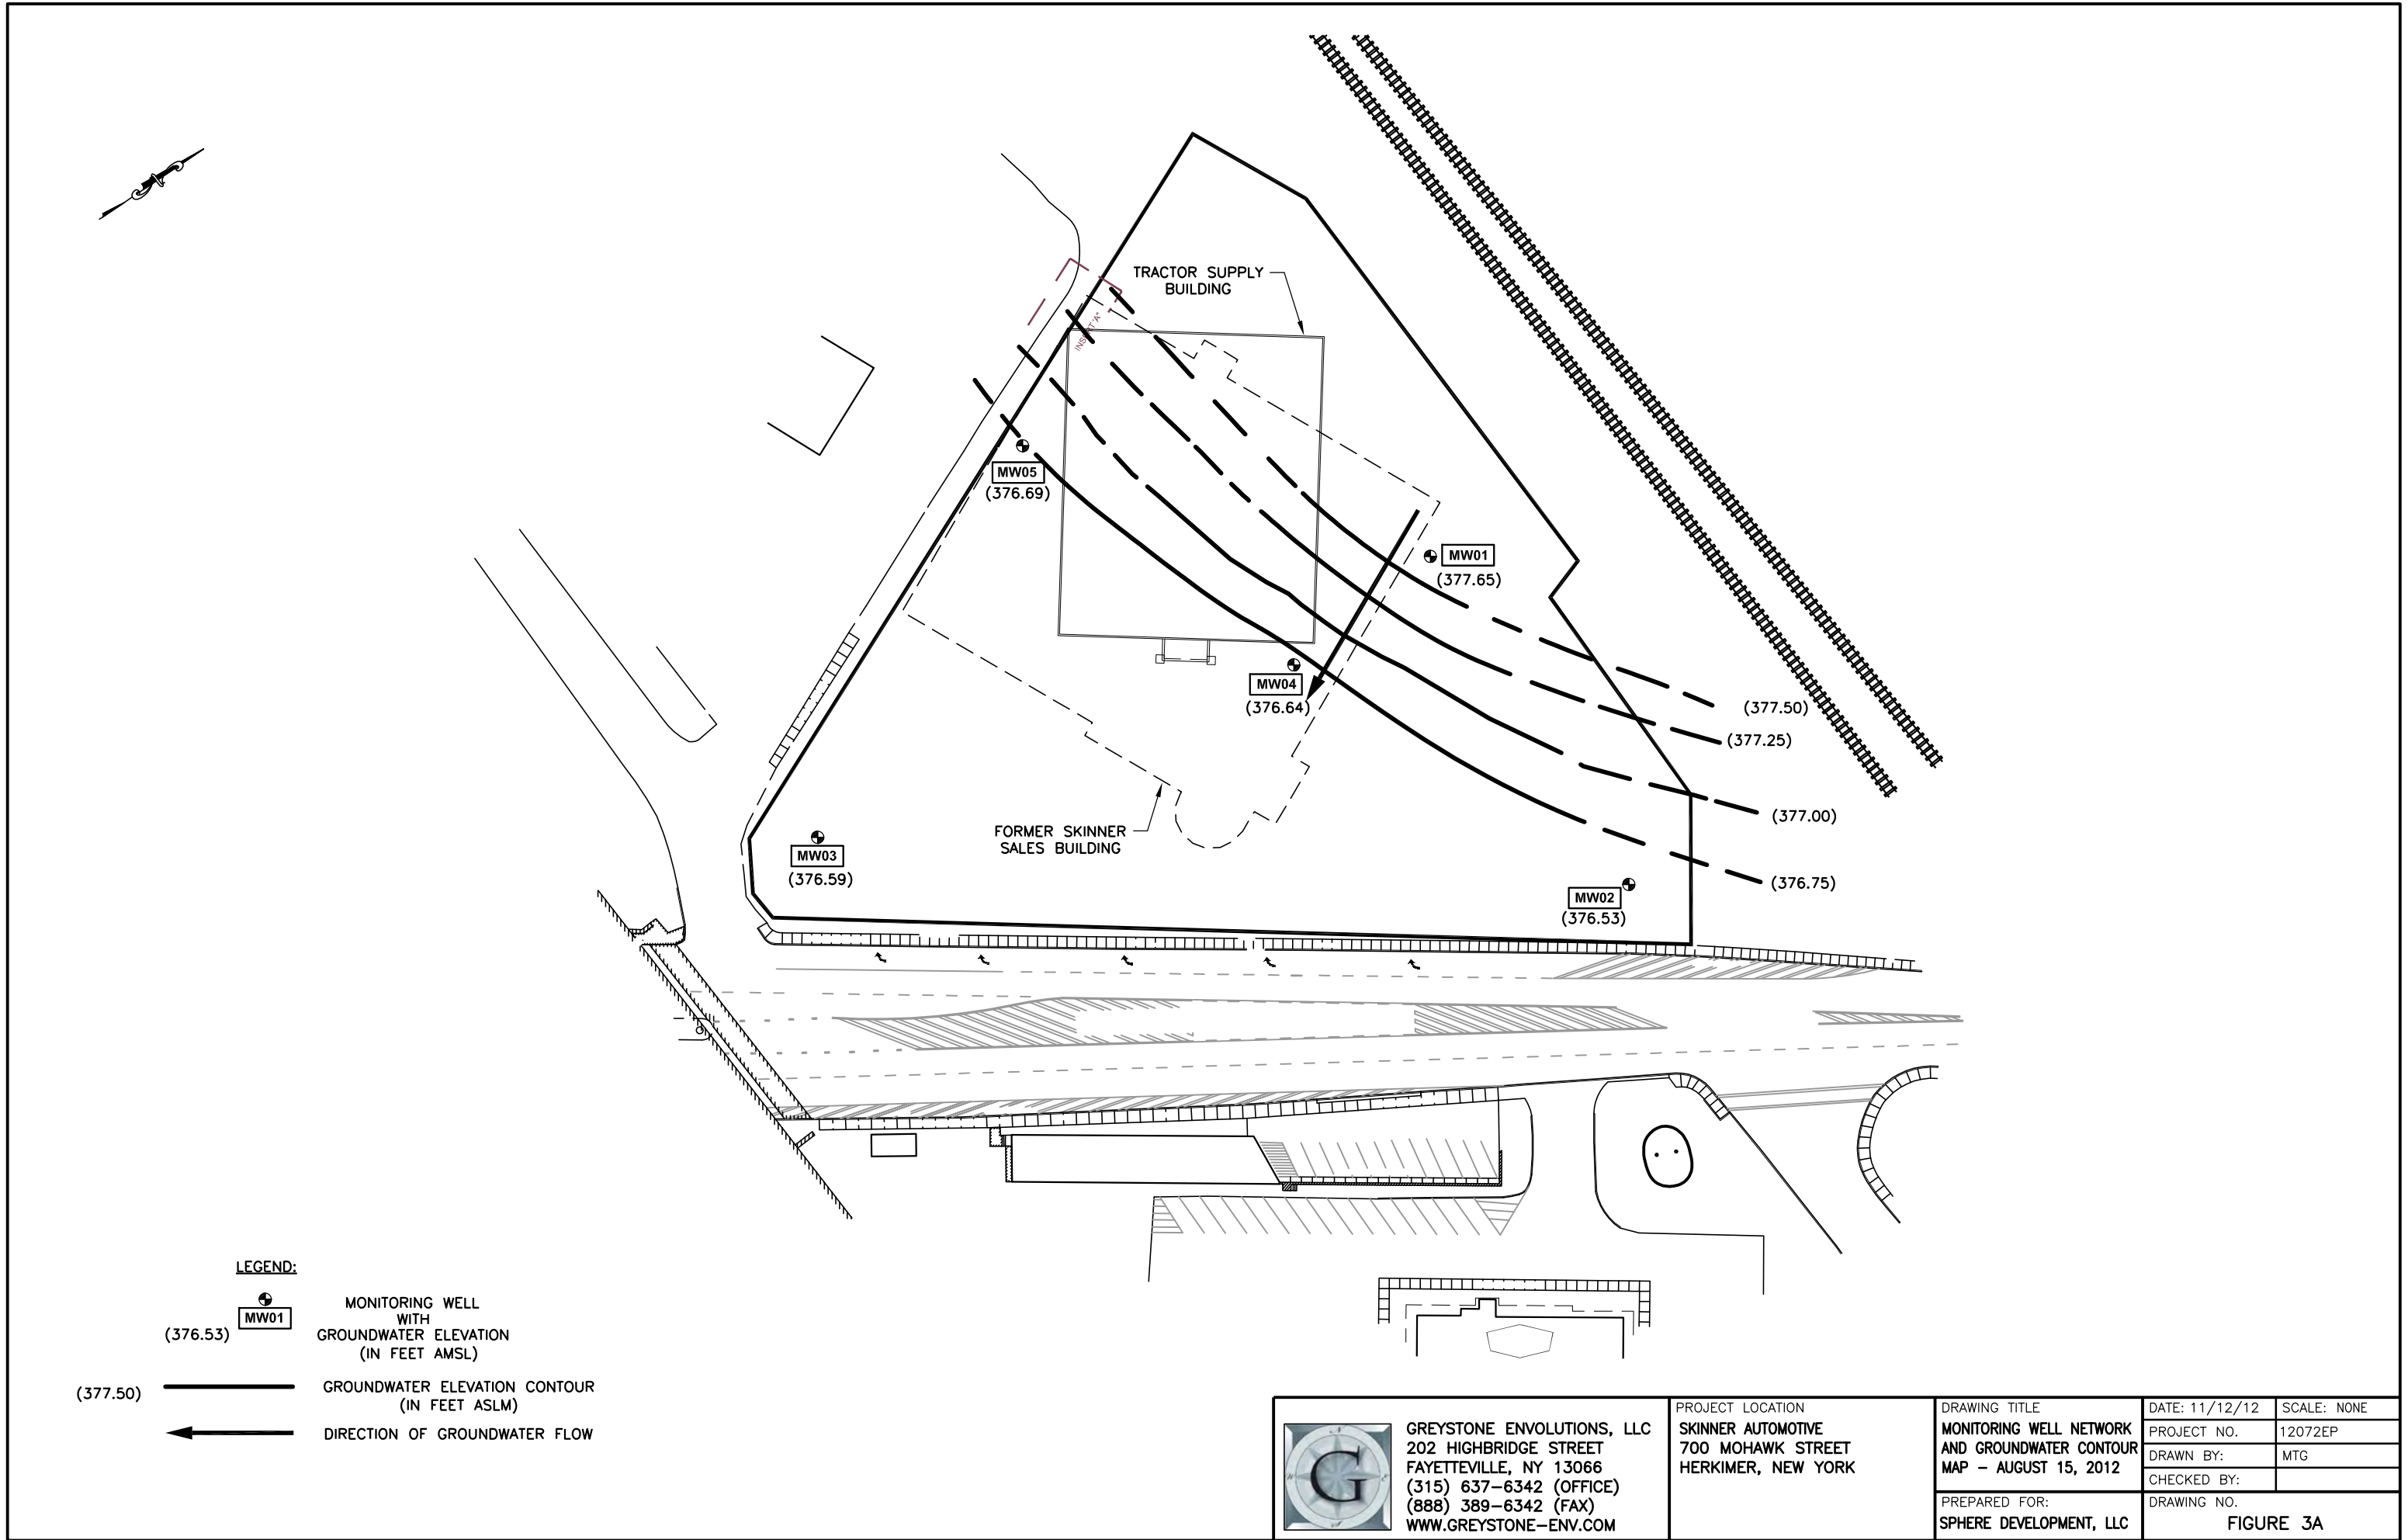 TRACTOR SUPPLY
BUILDING
MW05
(376.69)
MW01
(377.65)
MW04
(376.64)
(377.50)
(377.25)
(377.00)
(376.75)
FORMER SKINNER
SALES BUILDING
MW03
(376.59)
MW02
(376.53)
LEGEND:
MW01
(376.53)
MONITORING WELL
WITH
GROUNDWATER ELEVATION
(IN FEET AMSL)
(377.50)
GROUNDWATER ELEVATION CONTOUR
(IN FEET ASLM)
DIRECTION OF GROUNDWATER FLOW
G
GREYSTONE ENVOLUTIONS, LLC
202 HIGHBRIDGE STREET
FAYETTEVILLE, NY 13066
(315) 637-6342 (OFFICE)
(888) 389-6342 (FAX)
WWW.GREYSTONE-ENV.COM
PROJECT LOCATION
SKINNER AUTOMOTIVE
700 MOHAWK STREET
HERKIMER, NEW YORK
DRAWING TITLE
MONITORING WELL NETWORK
AND GROUNDWATER CONTOUR
MAP - AUGUST 15, 2012
PREPARED FOR:
SPHERE DEVELOPMENT, LLC
DATE: 11/12/12
SCALE: NONE
PROJECT NO.
12072EP
DRAWN BY:
MTG
CHECKED BY:
DRAWING NO.
FIGURE 3A